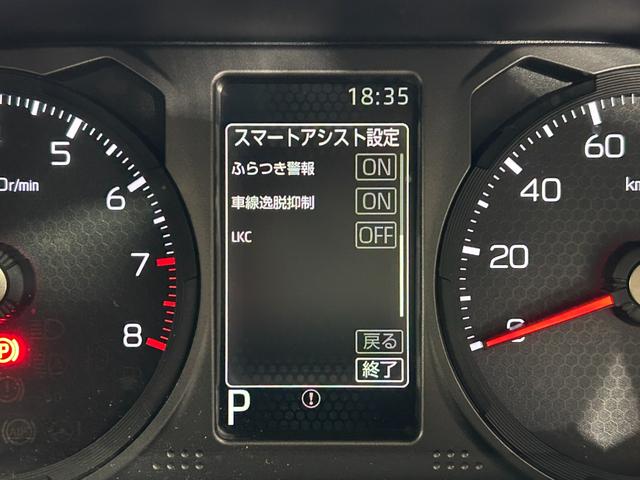 18:35
スマートアシスト設定
ふらつき警報 ON
車線逸脱抑制 ON
LKC OFF
戻る
終了
P
5
6
7
8
r/min
60
40
20
km
P
ABS